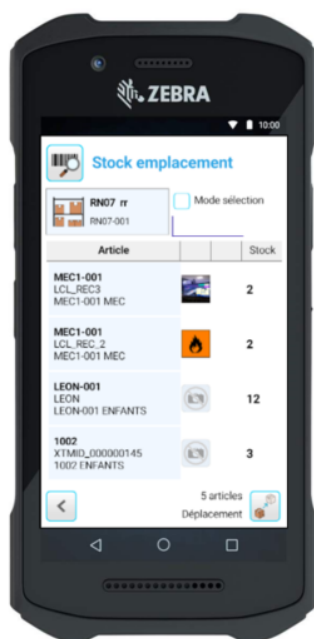 ZEBRA
10:00
Stock emplacement
RN07 rr
RN07-001
Mode sélection
Article Stock
MEC1-001
LCL_REC3
MEC1-001 MEC
2
MEC1-001
LCL_REC_2
MEC1-001 MEC
2
LEON-001
LEON
LEON-001 ENFANTS
12
1002
XTMID_000000145
1002 ENFANTS
3
5 articles
Déplacement